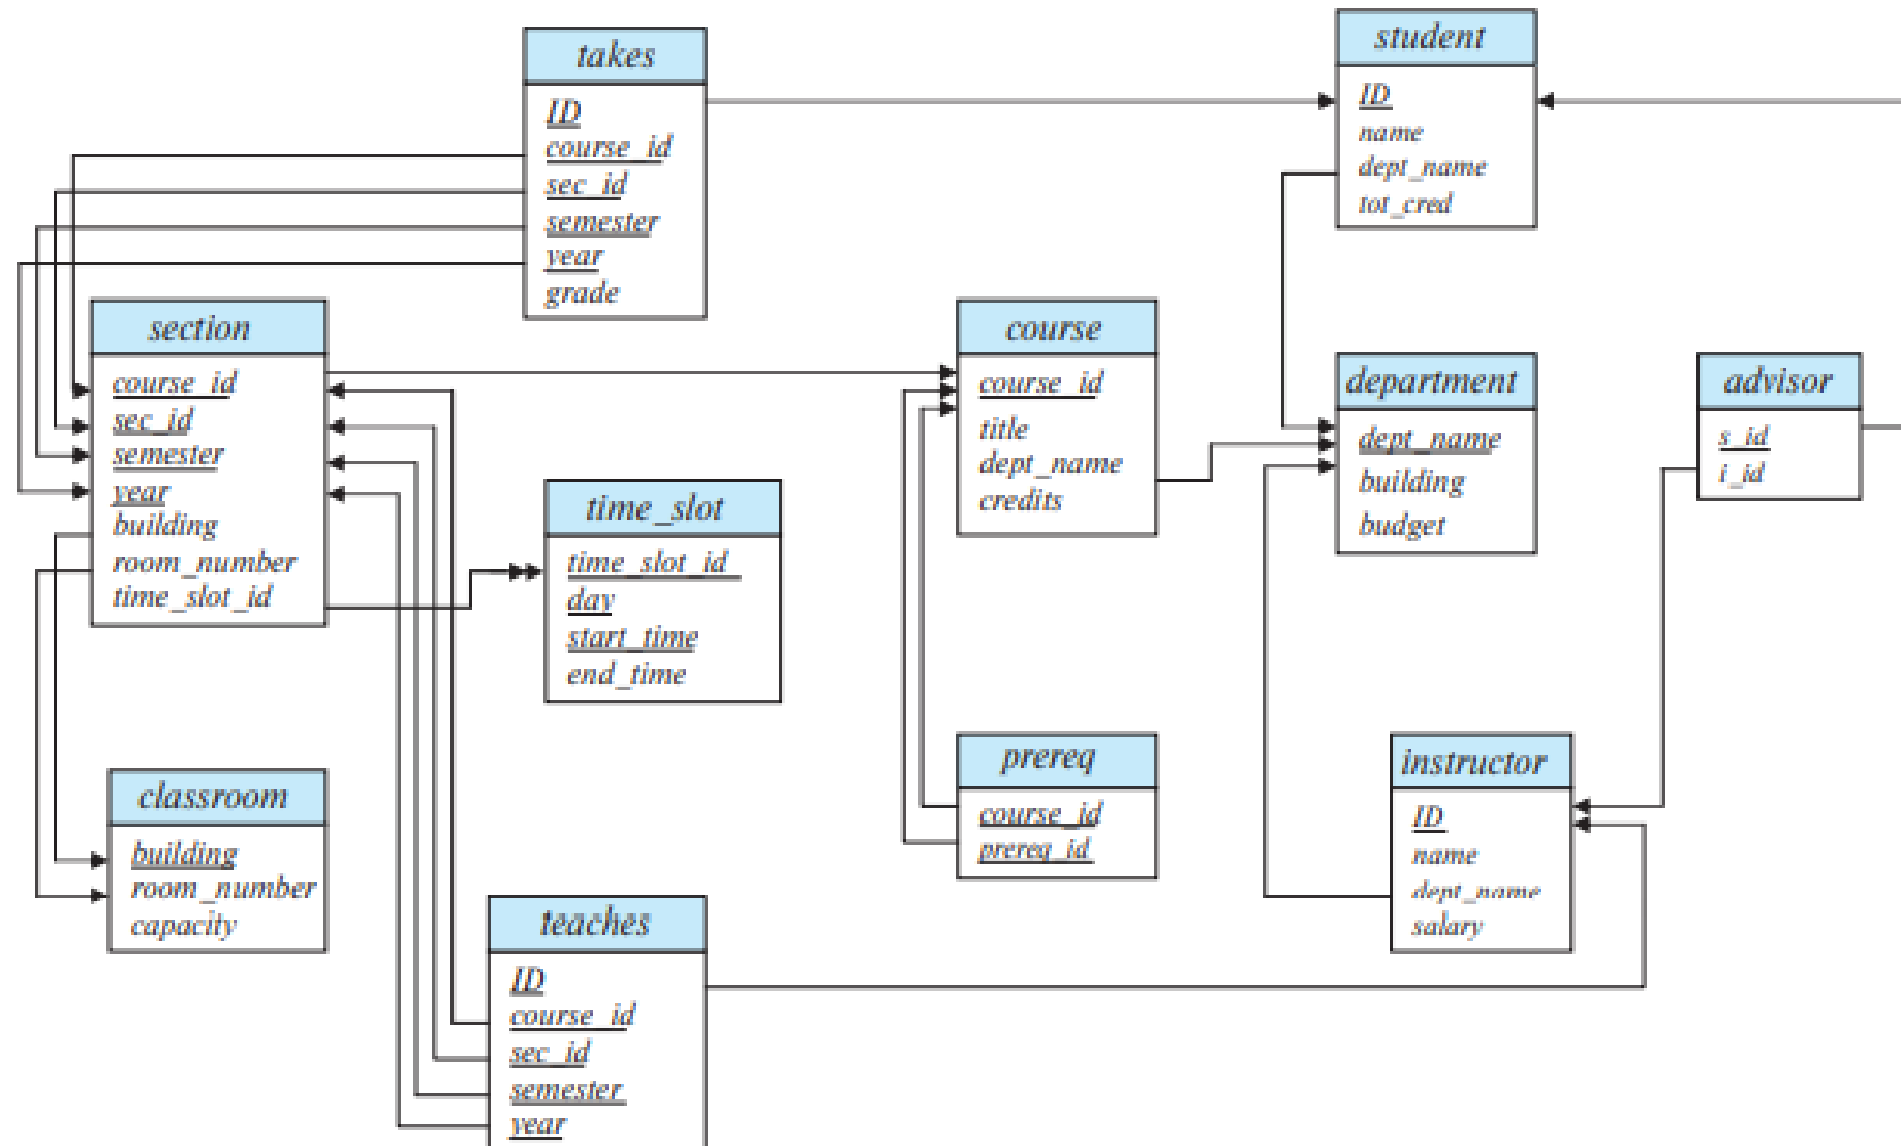 takes
ID
course_id
sec_id
semester
year
grade
student
ID
name
dept_name
tot_cred
section
course_id
sec_id
semester
year
building
room_number
time_slot_id
course
course_id
title
dept_name
credits
department
dept_name
building
budget
advisor
s_id
i_id
time_slot
time_slot_id
day
start_time
end_time
classroom
building
room_number
capacity
prereq
course_id
prereq_id
instructor
ID
name
dept_name
salary
teaches
ID
course_id
sec_id
semester
year